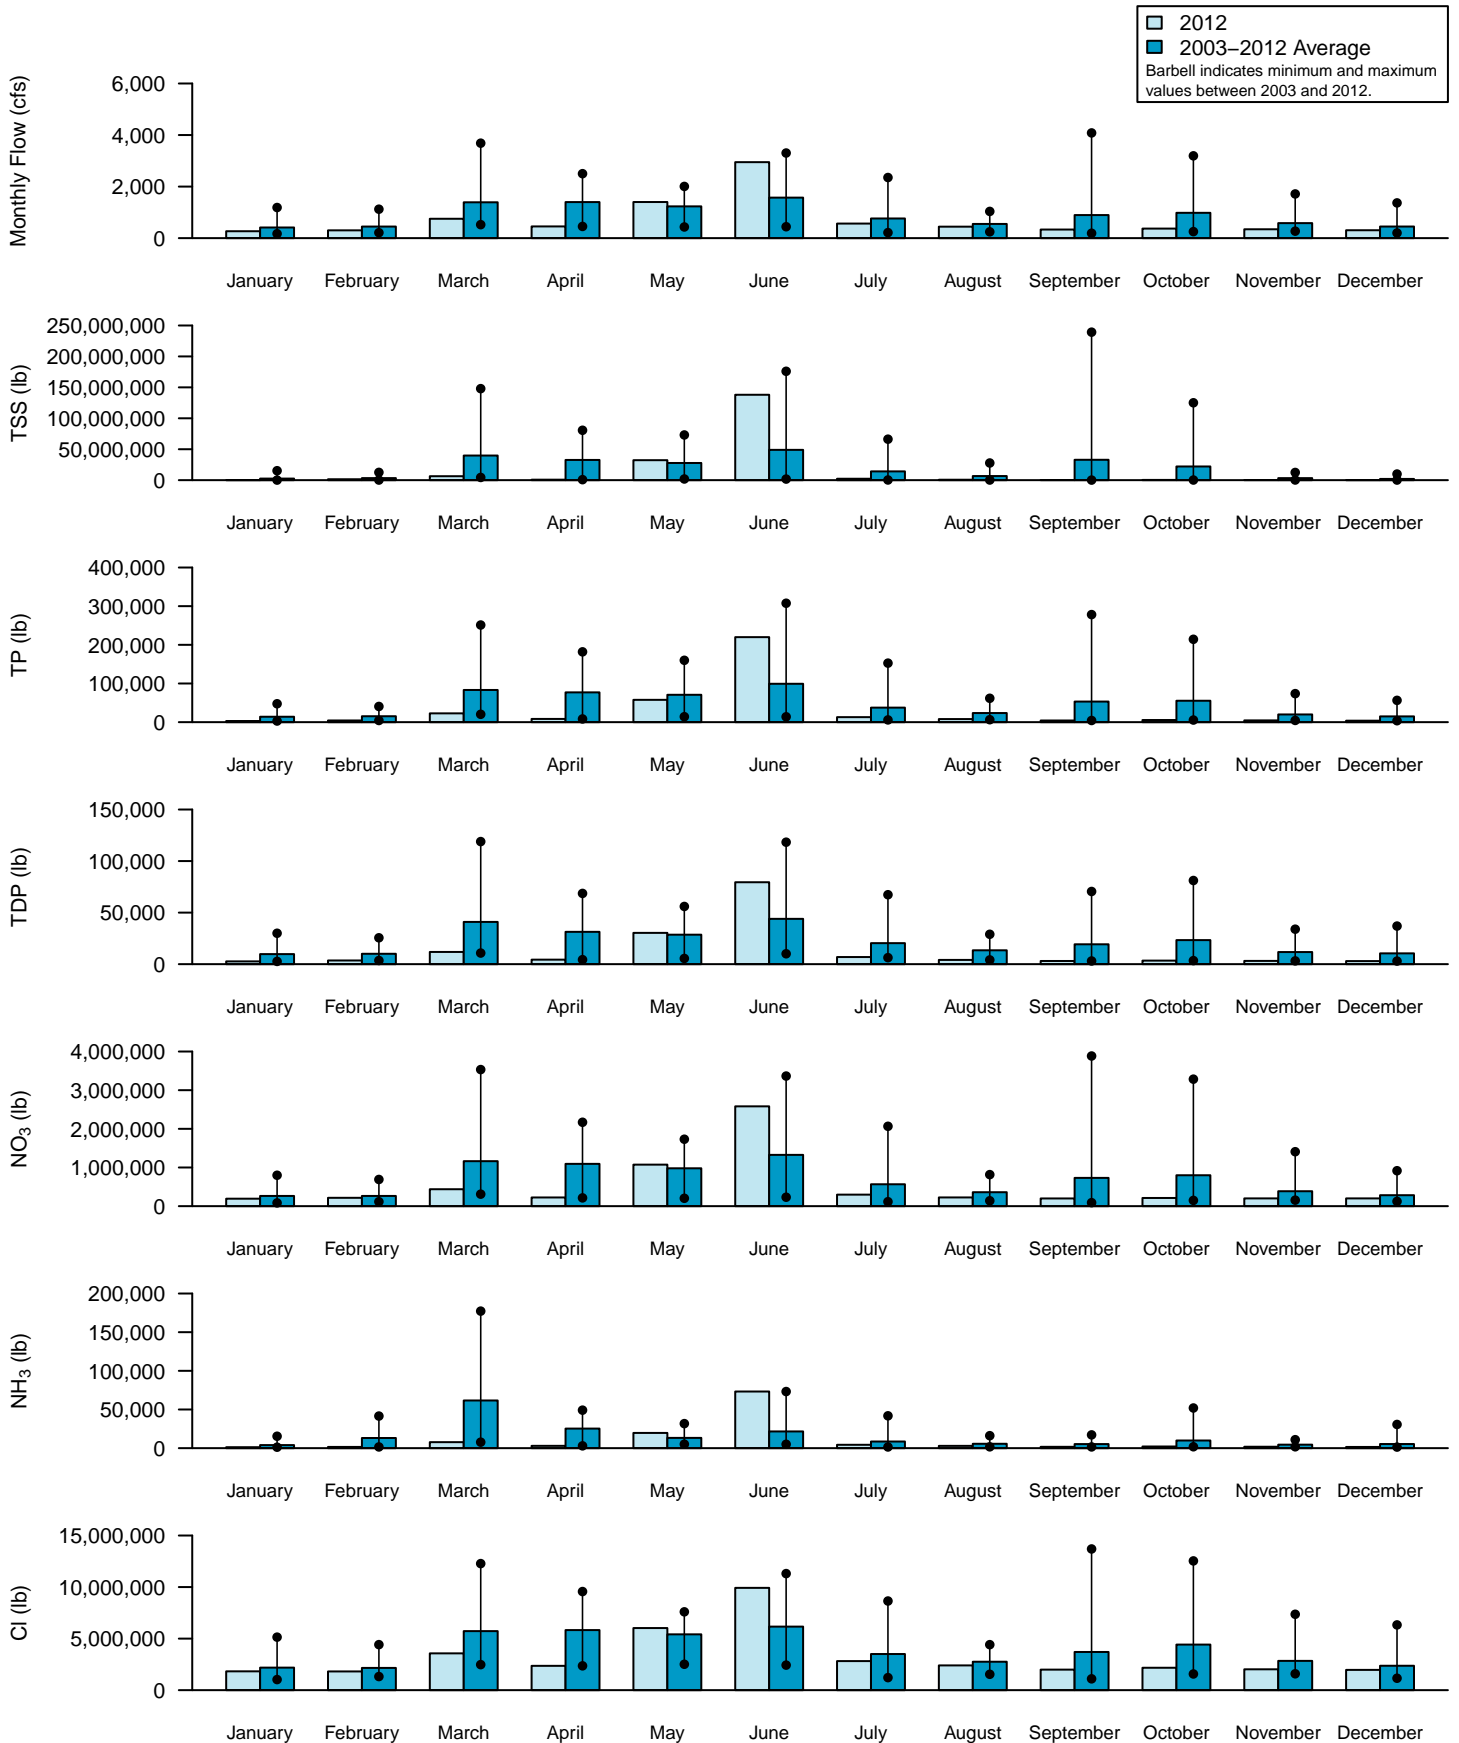 2012
2003–2012 Average
Barbell indicates minimum and maximum
values between 2003 and 2012.
Monthly Flow (cfs)
6,000
4,000
2,000
0
January February March April May June July August September October November December
TSS (lb)
250,000,000
200,000,000
150,000,000
100,000,000
50,000,000
0
January February March April May June July August September October November December
TP (lb)
400,000
300,000
200,000
100,000
0
January February March April May June July August September October November December
TDP (lb)
150,000
100,000
50,000
0
January February March April May June July August September October November December
NO3 (lb)
4,000,000
3,000,000
2,000,000
1,000,000
0
January February March April May June July August September October November December
NH3 (lb)
200,000
150,000
100,000
50,000
0
January February March April May June July August September October November December
Cl (lb)
15,000,000
10,000,000
5,000,000
0
January February March April May June July August September October November December